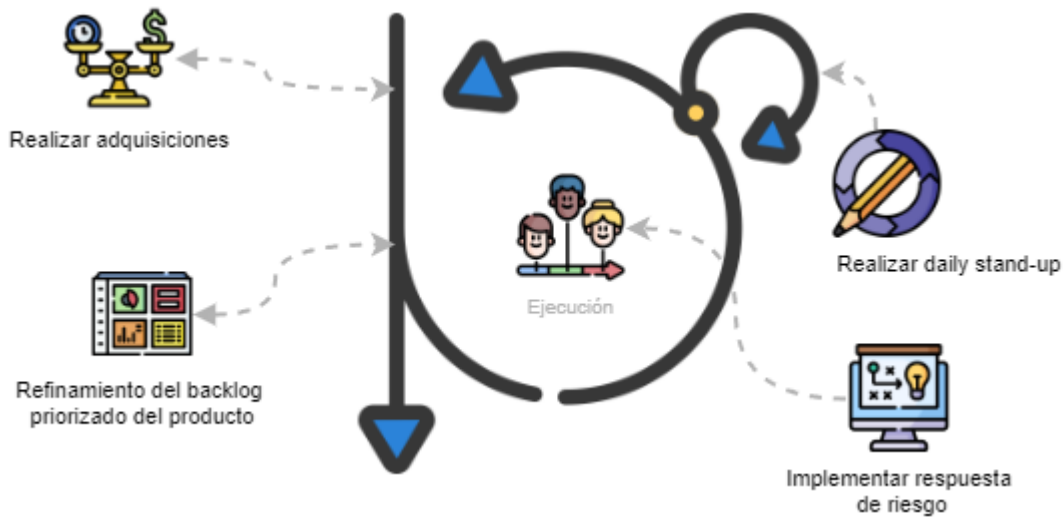 Realizar adquisiciones
Refinamiento del backlog
priorizado del producto
Ejecución
Realizar daily stand-up
Implementar respuesta
de riesgo